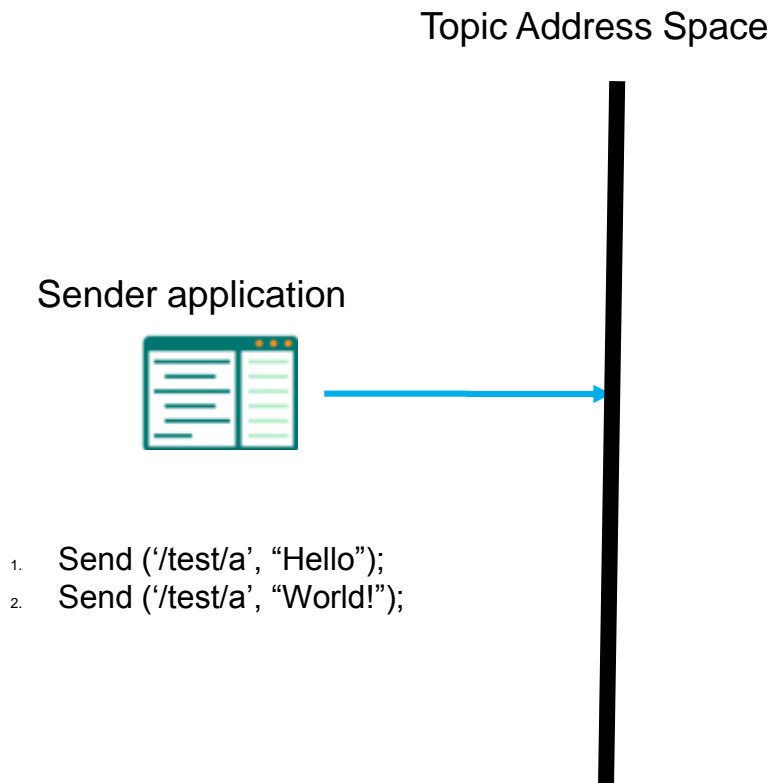 Topic Address Space
Sender application
1. Send (‘/test/a’, “Hello”);
2. Send (‘/test/a’, “World!”);